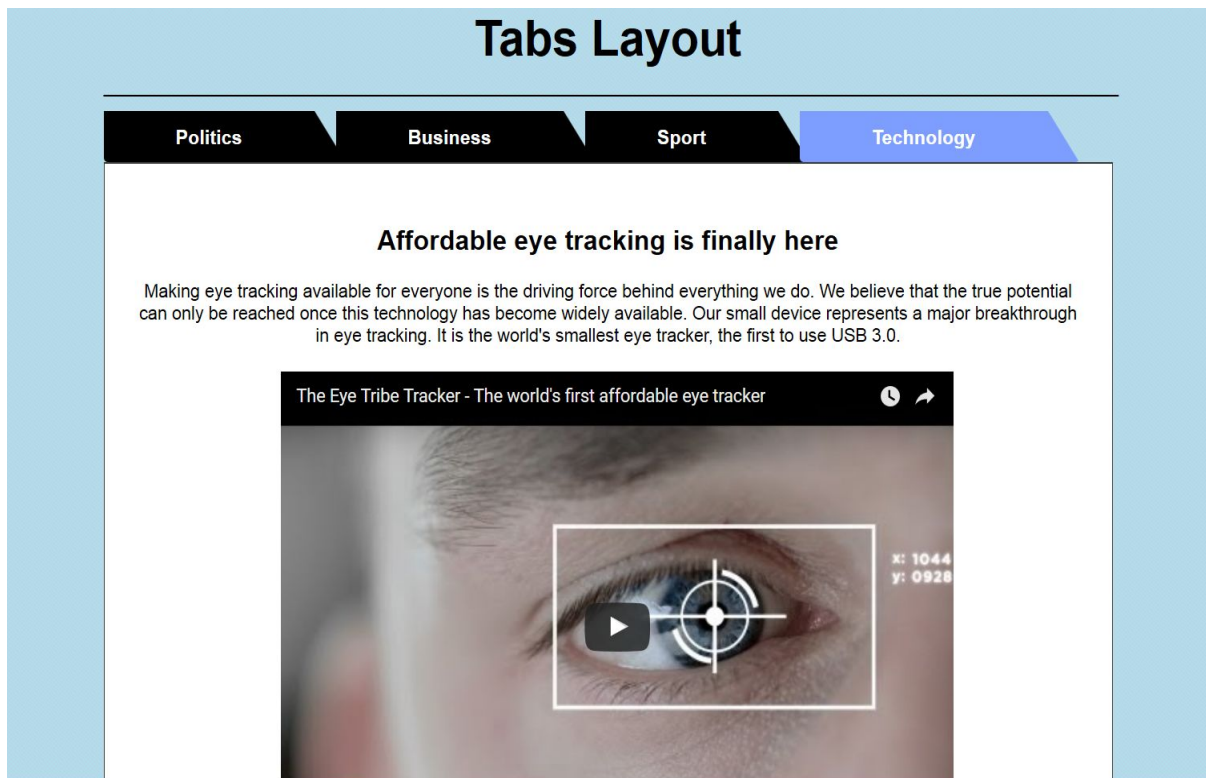 Tabs Layout
Politics
Business
Sport
Technology
Affordable eye tracking is finally here
Making eye tracking available for everyone is the driving force behind everything we do. We believe that the true potential
can only be reached once this technology has become widely available. Our small device represents a major breakthrough
in eye tracking. It is the world's smallest eye tracker, the first to use USB 3.0.
The Eye Tribe Tracker - The world's first affordable eye tracker
x: 1044
y: 0928